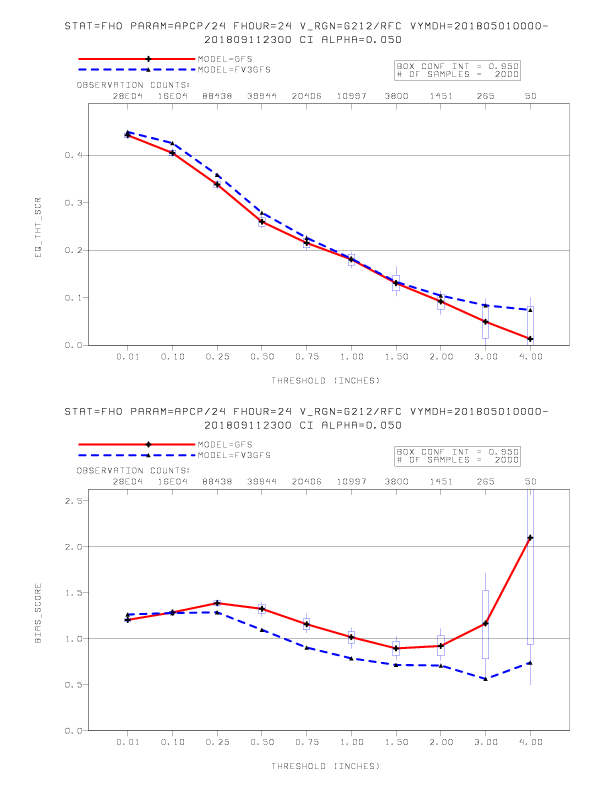 STAT=FHO PARAM=APCP/24 FHOUR=24 V_RGN=G212/RFC VYMDH=201805010000-
201809112300 CI ALPHA=0.050
MODEL=GFS
MODEL=FV3GFS
BOX CONF INT = 0.950
# OF SAMPLES = 2000
OBSERVATION COUNTS:
28E04 16E04 88438 39944 20406 10997 3800 1451 265 50
0.4
0.3
0.2
0.1
0.0
EQ_THT_SCR
0.01 0.10 0.25 0.50 0.75 1.00 1.50 2.00 3.00 4.00
THRESHOLD (INCHES)
STAT=FHO PARAM=APCP/24 FHOUR=24 V_RGN=G212/RFC VYMDH=201805010000-
201809112300 CI ALPHA=0.050
MODEL=GFS
MODEL=FV3GFS
BOX CONF INT = 0.950
# OF SAMPLES = 2000
OBSERVATION COUNTS:
28E04 16E04 88438 39944 20406 10997 3800 1451 265 50
2.5
2.0
1.5
1.0
0.5
0.0
BIAS_SCORE
0.01 0.10 0.25 0.50 0.75 1.00 1.50 2.00 3.00 4.00
THRESHOLD (INCHES)